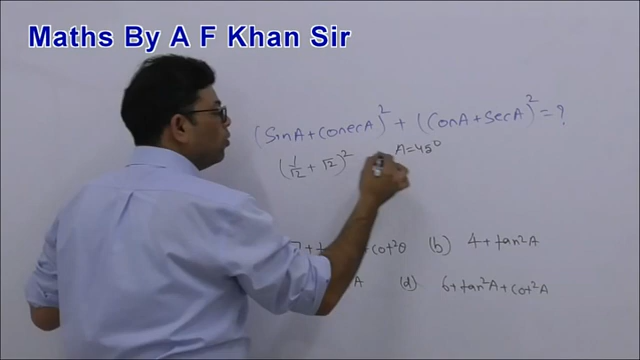 Maths By A F Khan Sir
(SinA+CosecA)² + (CosA+SecA)² = ?
(1/√2 + √2)² A=45°
+cot²θ (b) 4+tan²A
A (d) 6+tan²A+cot²A